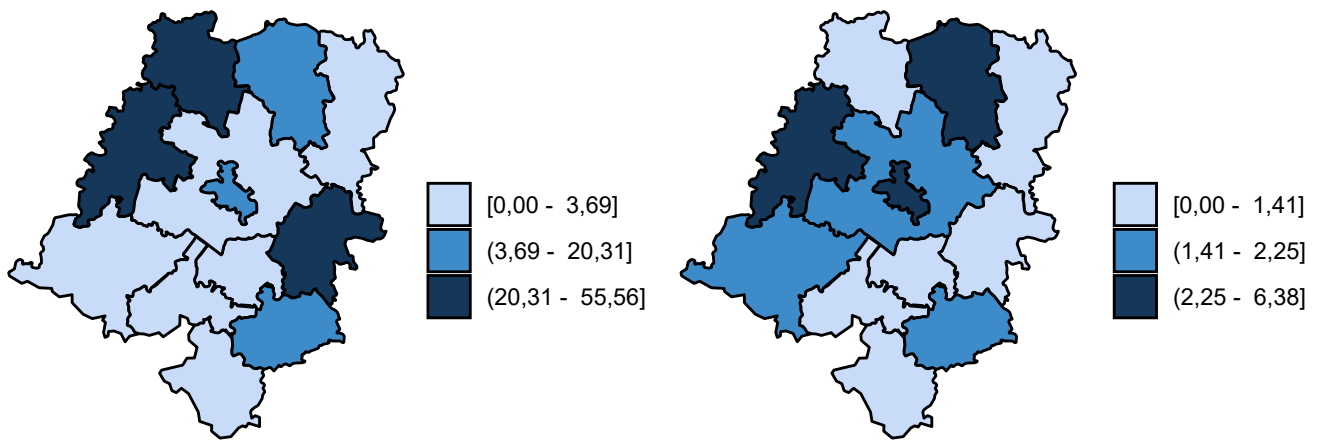 [0,00 - 3,69]
(3,69 - 20,31]
(20,31 - 55,56]
[0,00 - 1,41]
(1,41 - 2,25]
(2,25 - 6,38]